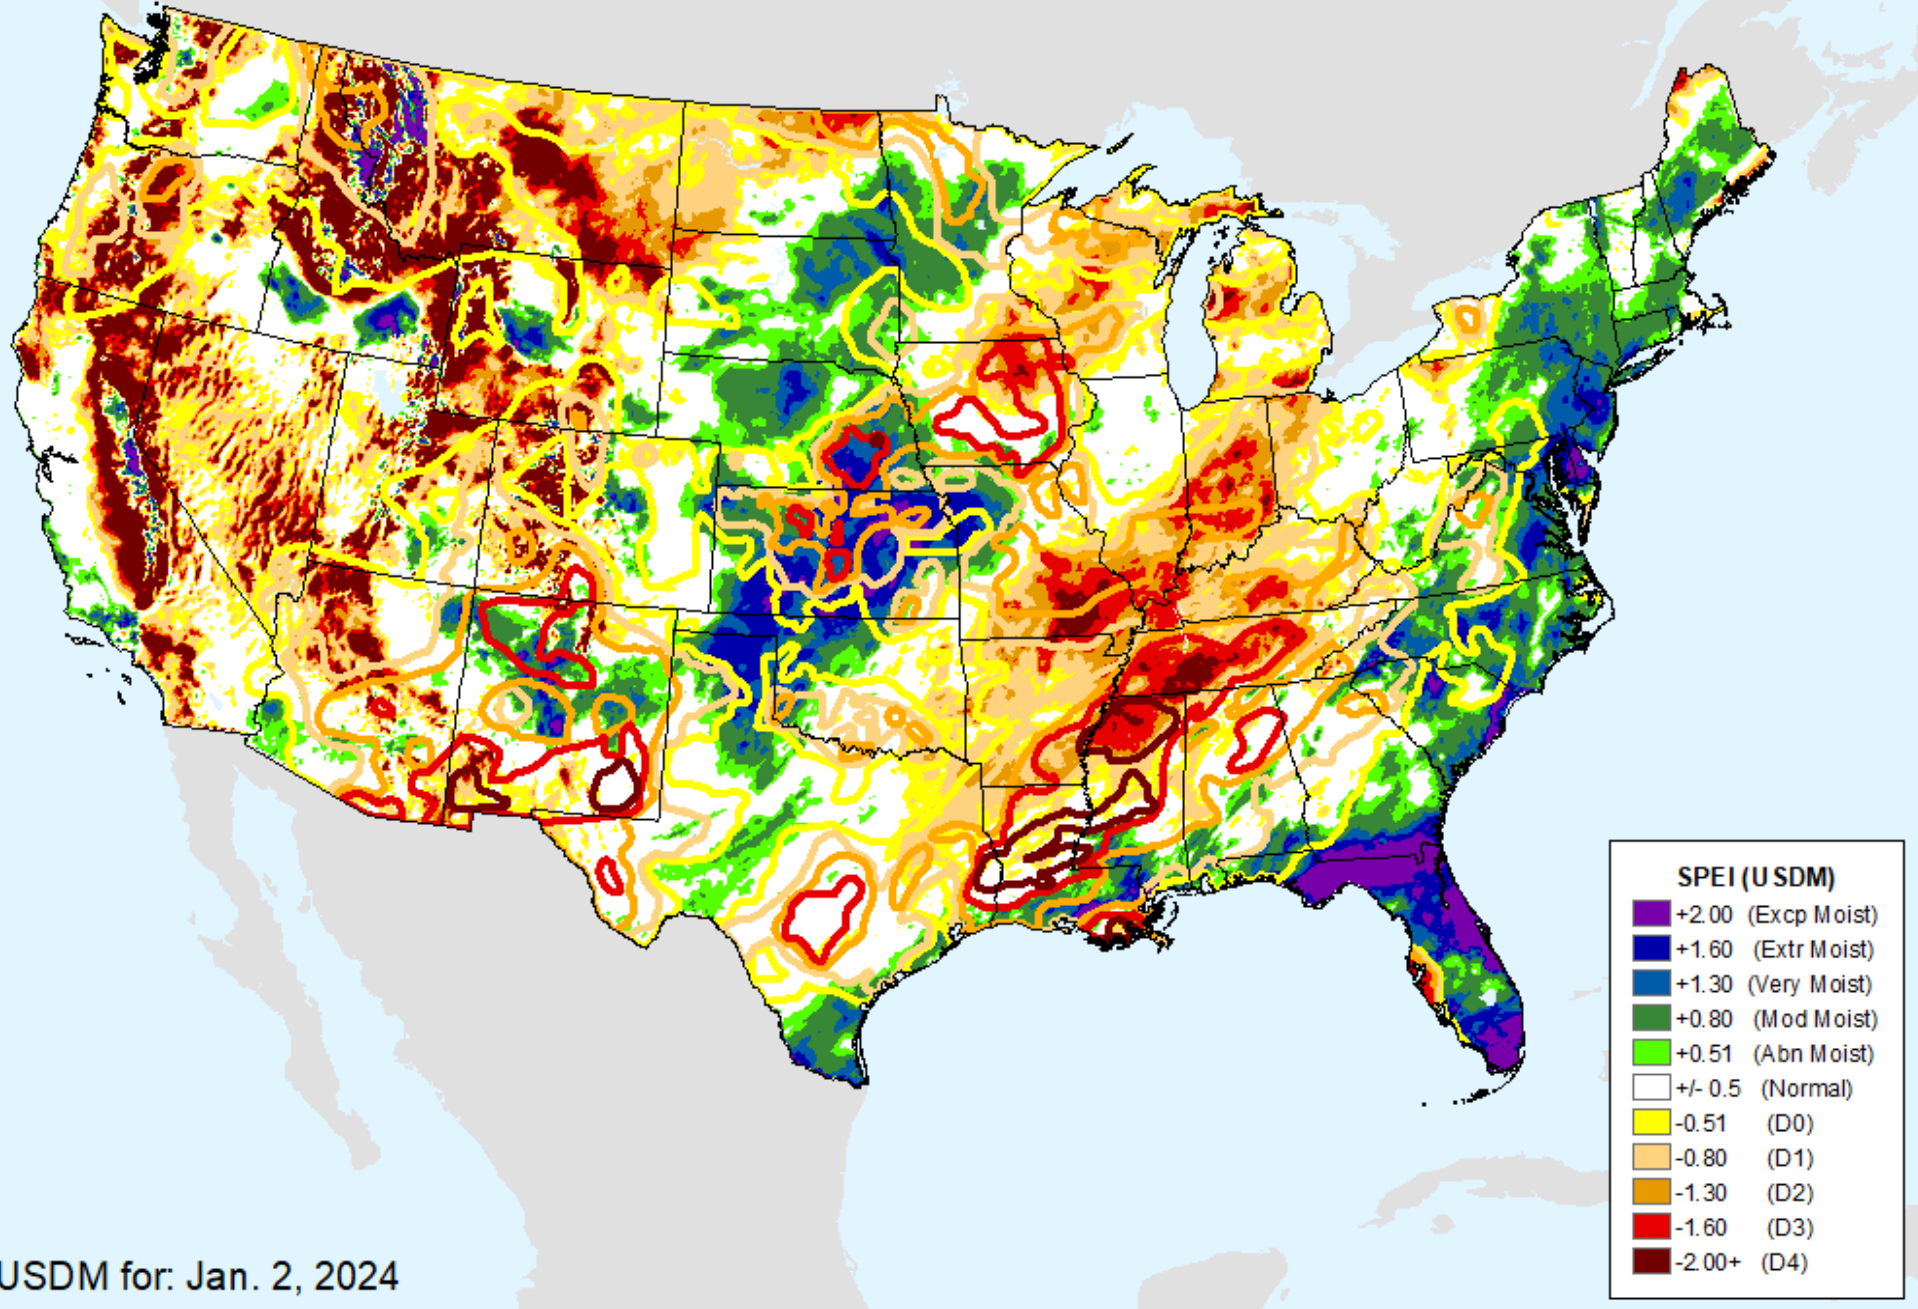 SPEI (USDM)
+2.00 (Excp Moist)
+1.60 (Extr Moist)
+1.30 (Very Moist)
+0.80 (Mod Moist)
+0.51 (Abn Moist)
+/- 0.5 (Normal)
-0.51 (D0)
-0.80 (D1)
-1.30 (D2)
-1.60 (D3)
-2.00+ (D4)
USDM for: Jan. 2, 2024